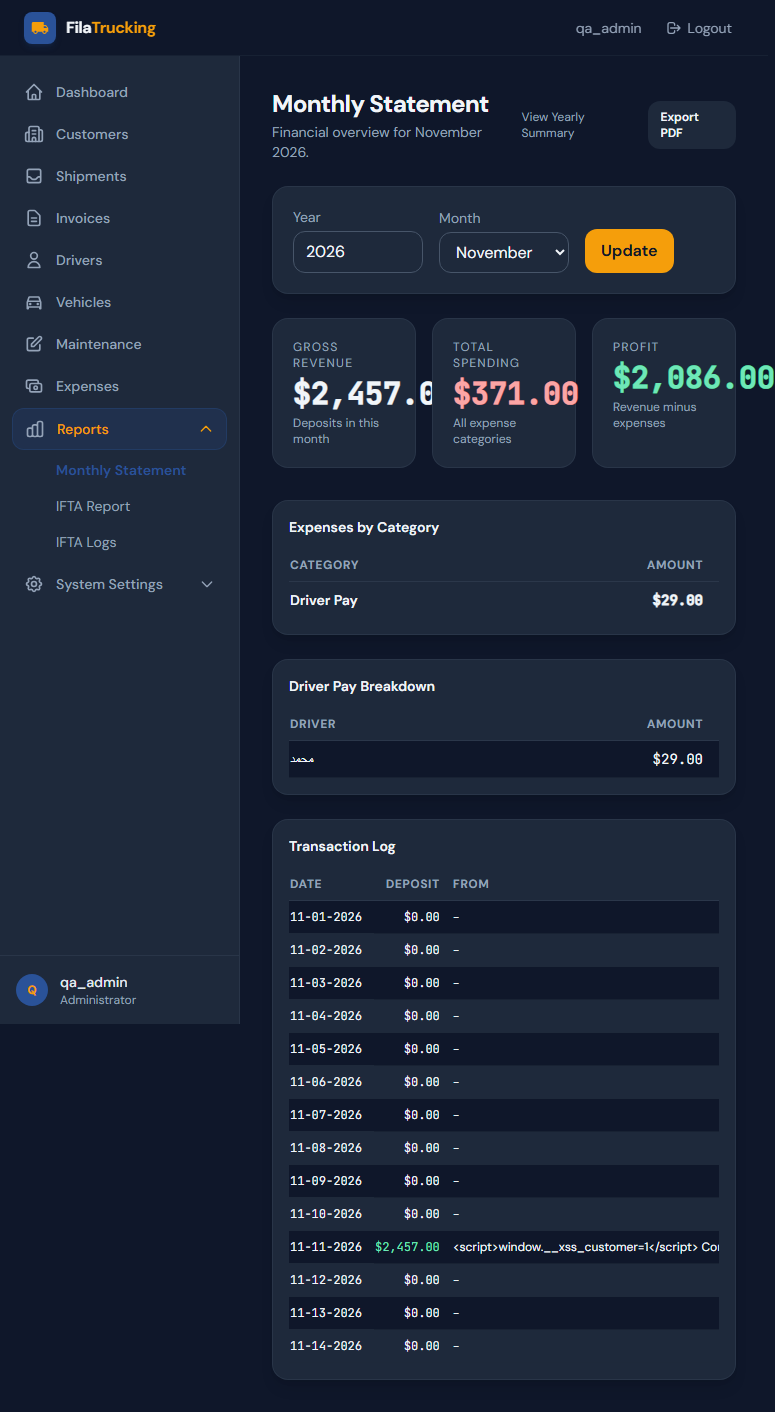 FilaTrucking
qa_admin
Logout
Dashboard
Customers
Shipments
Invoices
Drivers
Vehicles
Maintenance
Expenses
Reports
Monthly Statement
IFTA Report
IFTA Logs
System Settings
Q
qa_admin
Administrator
Monthly Statement
Financial overview for November
2026.
View Yearly
Summary
Export
PDF
Year
2026
Month
November
Update
GROSS
REVENUE
$2,457.0
Deposits in this
month
TOTAL
SPENDING
$371.00
All expense
categories
PROFIT
$2,086.00
Revenue minus
expenses
Expenses by Category
CATEGORY AMOUNT
Driver Pay $29.00
Driver Pay Breakdown
DRIVER AMOUNT
محمد $29.00
Transaction Log
DATE DEPOSIT FROM
11-01-2026 $0.00 –
11-02-2026 $0.00 –
11-03-2026 $0.00 –
11-04-2026 $0.00 –
11-05-2026 $0.00 –
11-06-2026 $0.00 –
11-07-2026 $0.00 –
11-08-2026 $0.00 –
11-09-2026 $0.00 –
11-10-2026 $0.00 –
11-11-2026 $2,457.00 <script>window.__xss_customer=1</script>
11-12-2026 $0.00 –
11-13-2026 $0.00 –
11-14-2026 $0.00 –